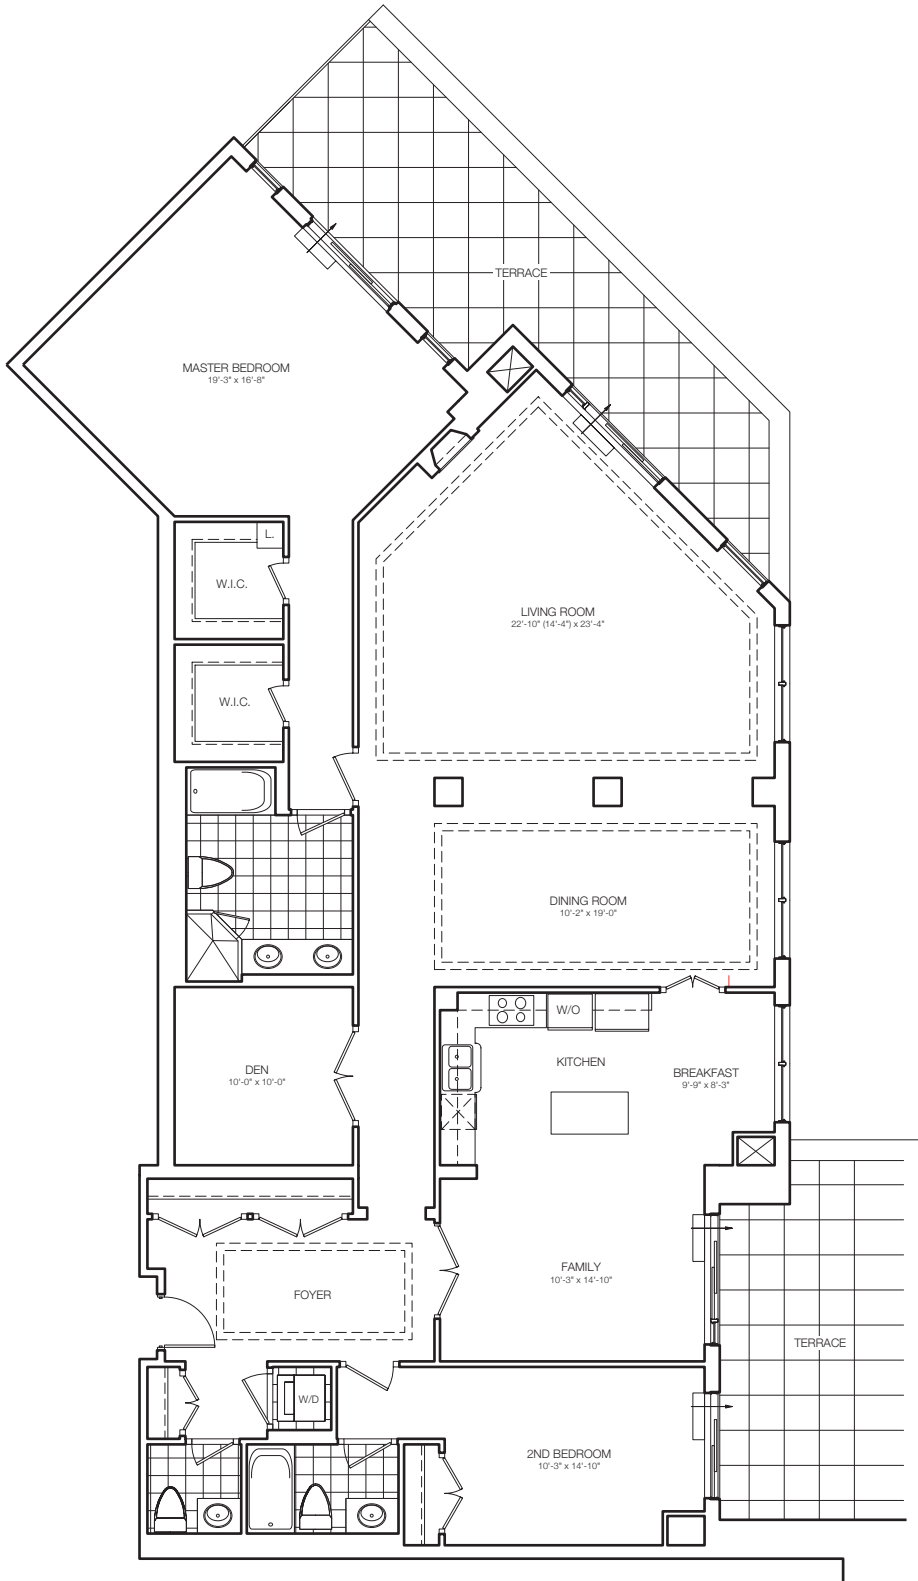 TERRACE
MASTER BEDROOM
19'-3" x 16'-8"
L.
W.I.C.
LIVING ROOM
22'-10" (14'-4") x 23'-4"
W.I.C.
DINING ROOM
10'-2" x 19'-0"
W/O
KITCHEN
DEN
10'-0" x 10'-0"
BREAKFAST
9'-9" x 8'-3"
FAMILY
10'-3" x 14'-10"
FOYER
TERRACE
W/D
2ND BEDROOM
10'-3" x 14'-10"